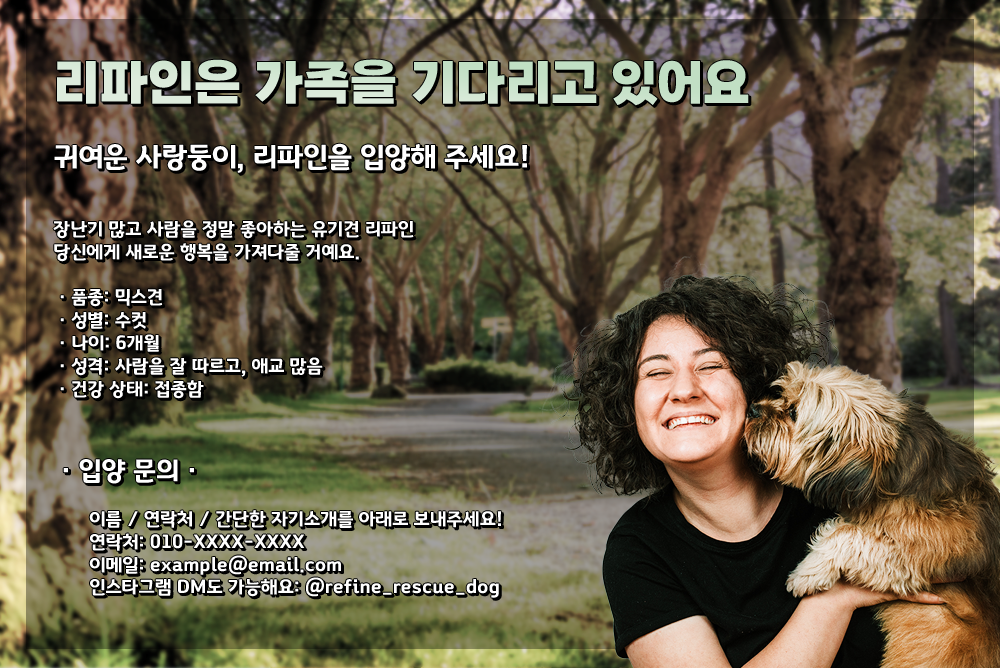 리파인은 가족을 기다리고 있어요
귀여운 사랑둥이, 리파인을 입양해 주세요!
장난기 많고 사람을 정말 좋아하는 유기견 리파인
당신에게 새로운 행복을 가져다줄 거예요.
· 품종: 믹스견
· 성별: 수컷
· 나이: 6개월
· 성격: 사람을 잘 따르고, 애교 많음
· 건강 상태: 접종함
· 입양 문의 ·
이름 / 연락처 / 간단한 자기소개를 아래로 보내주세요!
연락처: 010-XXXX-XXXX
이메일: example@email.com
인스타그램 DM도 가능해요: @refine_rescue_dog